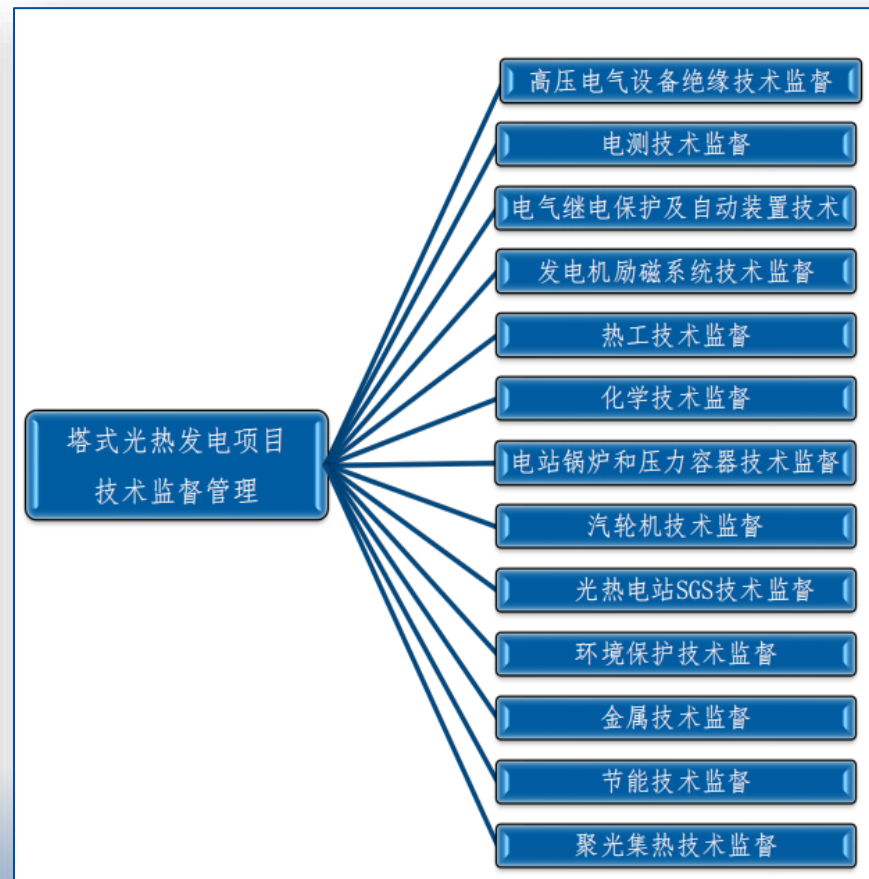 高压电气设备绝缘技术监督
电测技术监督
电气继电保护及自动装置技术
发电机励磁系统技术监督
热工技术监督
化学技术监督
塔式光热发电项目
技术监督管理
电站锅炉和压力容器技术监督
汽轮机技术监督
光热电站SGS技术监督
环境保护技术监督
金属技术监督
节能技术监督
聚光集热技术监督